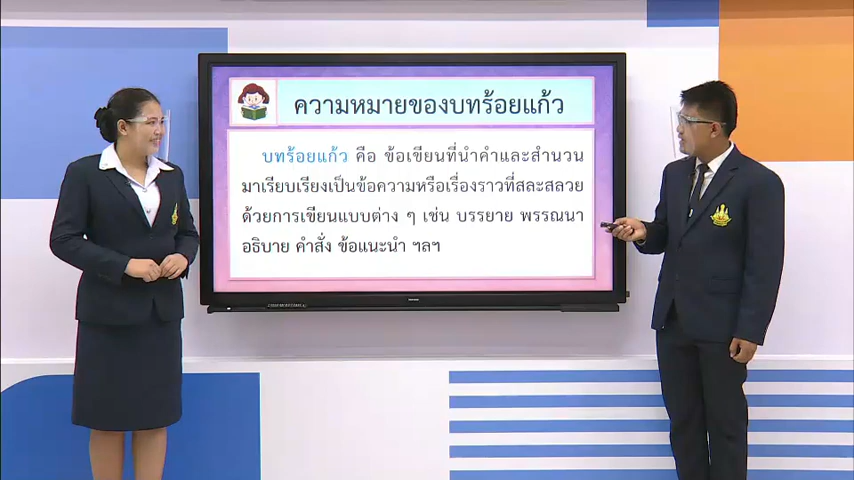 ความหมายของบทร้อยแก้ว
บทร้อยแก้ว คือ ข้อเขียนที่นำคำและสำนวน
มาเรียบเรียงเป็นข้อความหรือเรื่องราวที่สละสลวย
ด้วยการเขียนแบบต่าง ๆ เช่น บรรยาย พรรณนา
อธิบาย คำสั่ง ข้อแนะนำ ฯลฯ